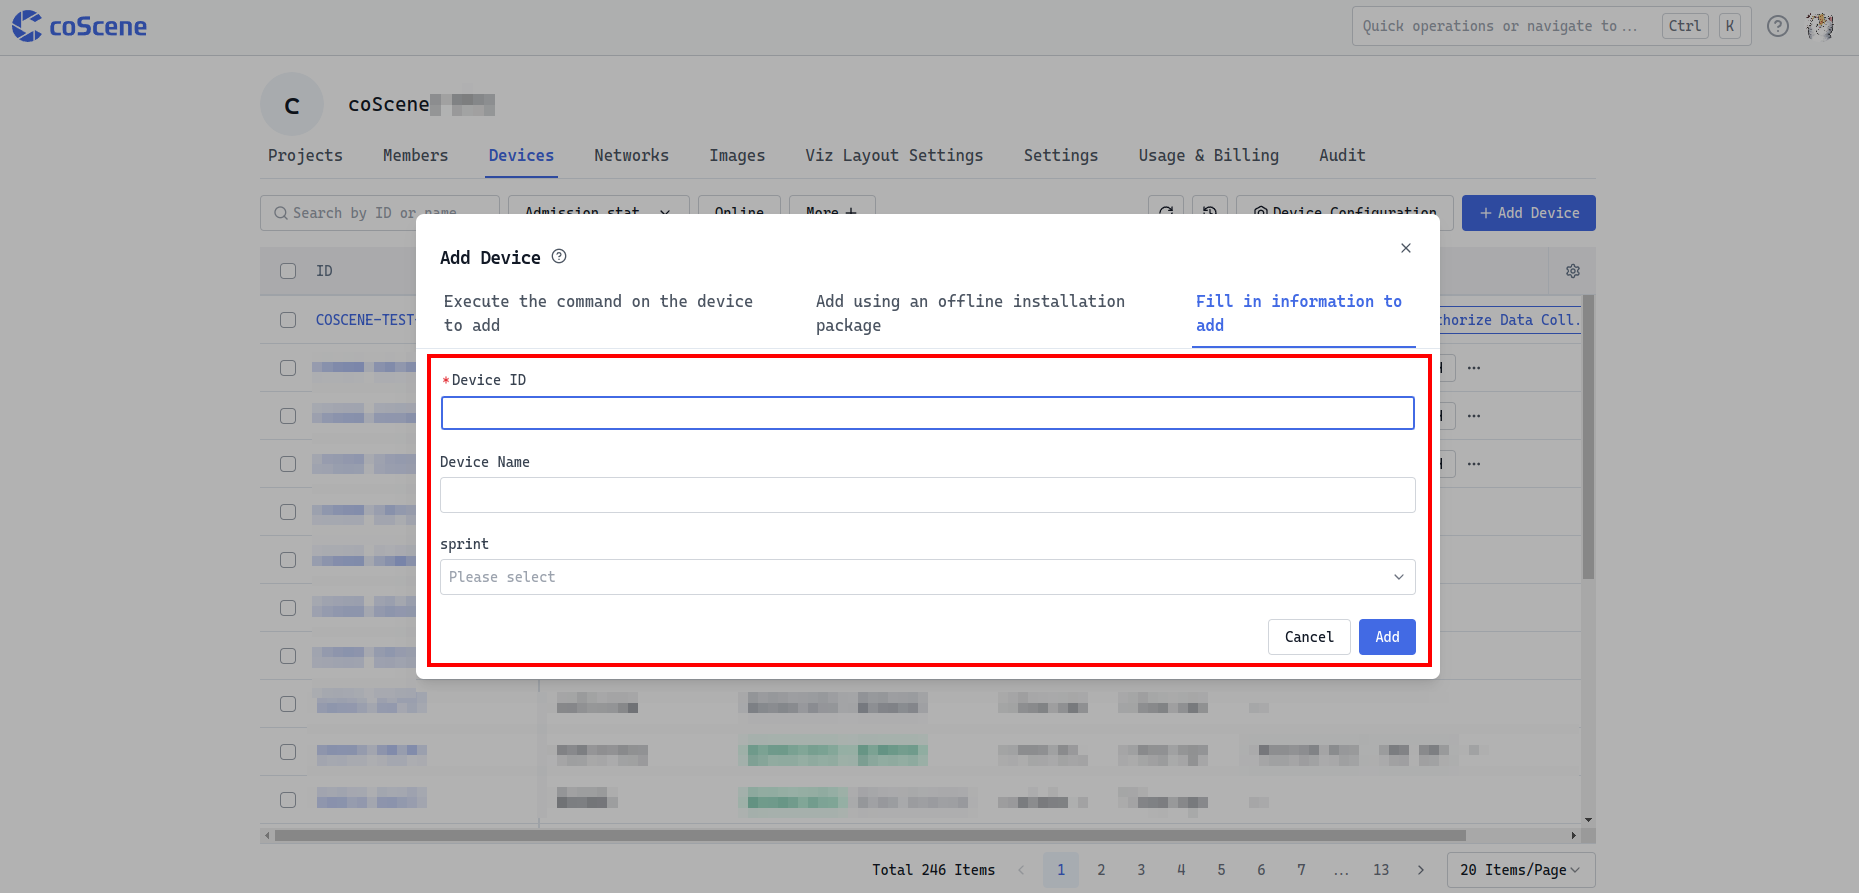 coScene
Quick operations or navigate to ... Ctrl K
C
coScene
Projects Members Devices Networks Images Viz Layout Settings Settings Usage & Billing Audit
Search by ID or name Admission stat Online More + Device Configuration + Add Device
ID
COSCENE-TEST
horize Data Coll.
Add Device
Execute the command on the device
to add
Add using an offline installation
package
Fill in information to
add
*Device ID
Device Name
sprint
Please select
Cancel Add
Total 246 Items 1 2 3 4 5 6 7 ... 13 20 Items/Page